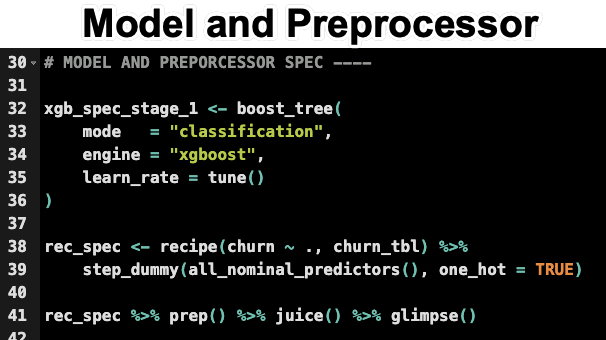 Model and Preprocessor
30 # MODEL AND PREPORCESSOR SPEC ----
31
32 xgb_spec_stage_1 <- boost_tree(
33     mode   = "classification",
34     engine = "xgboost",
35     learn_rate = tune()
36 )
37
38 rec_spec <- recipe(churn ~ ., churn_tbl) %>%
39     step_dummy(all_nominal_predictors(), one_hot = TRUE)
40
41 rec_spec %>% prep() %>% juice() %>% glimpse()
42